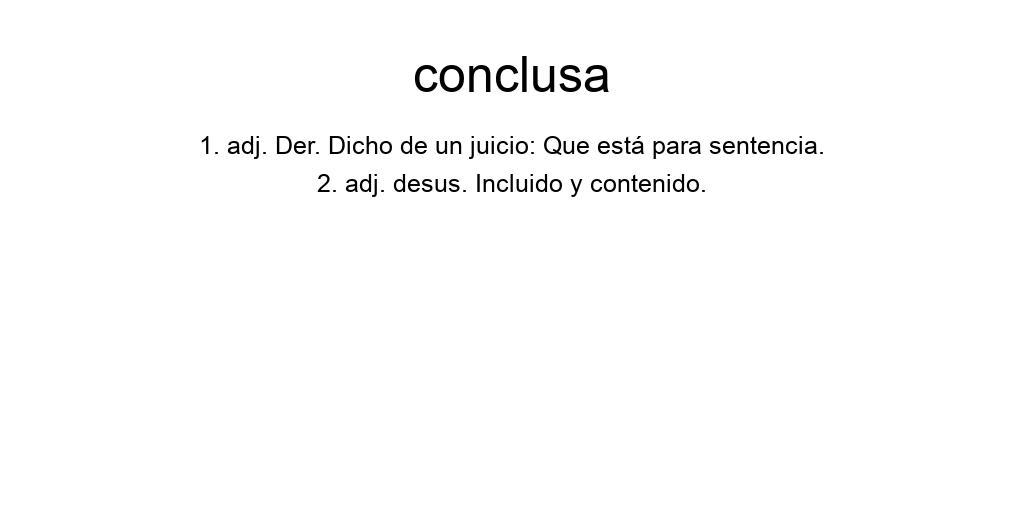 conclusa
1. adj. Der. Dicho de un juicio: Que está para sentencia.
2. adj. desus. Incluido y contenido.